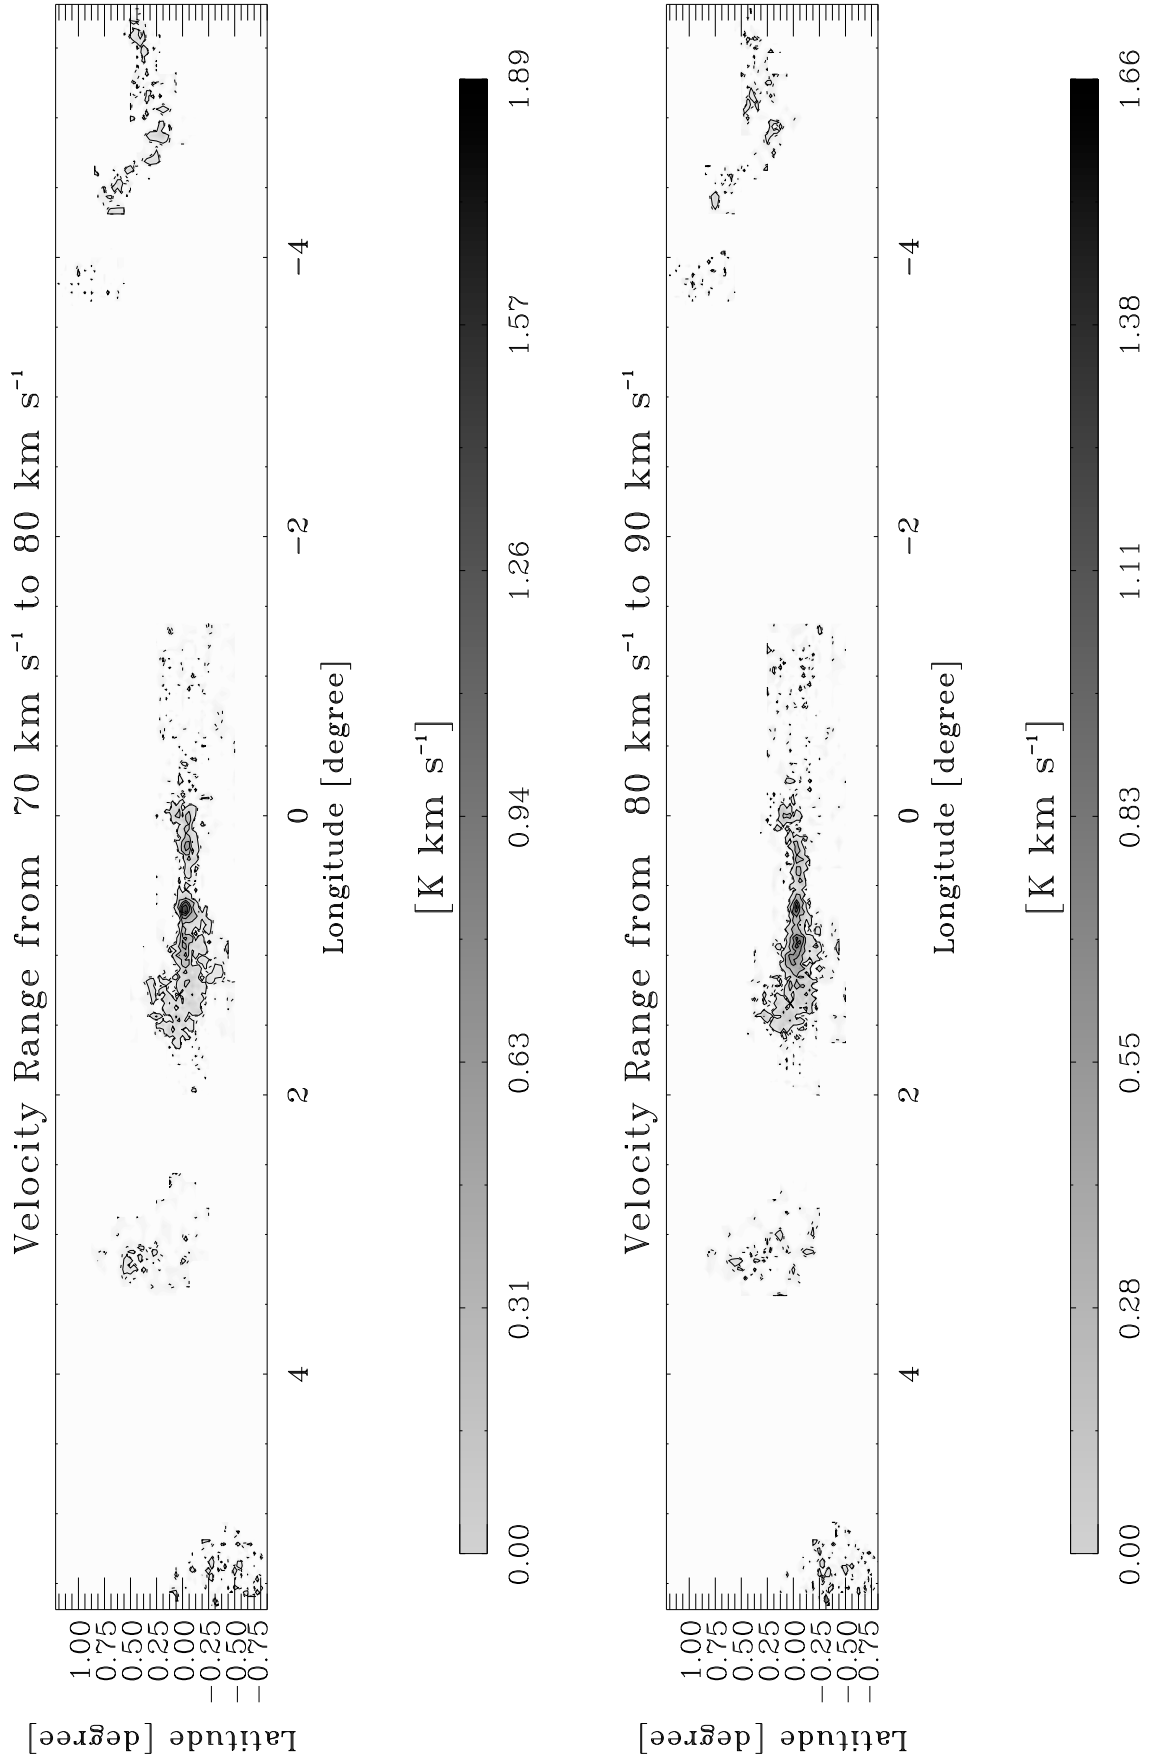 Velocity Range from 70 km s⁻¹ to 80 km s⁻¹
Latitude [degree]
1.00
0.75
0.50
0.25
0.00
−0.25
−0.50
−0.75
4 2 0 −2 −4
Longitude [degree]
[K km s⁻¹]
0.00 0.31 0.63 0.94 1.26 1.57 1.89
Velocity Range from 80 km s⁻¹ to 90 km s⁻¹
Latitude [degree]
1.00
0.75
0.50
0.25
0.00
−0.25
−0.50
−0.75
4 2 0 −2 −4
Longitude [degree]
[K km s⁻¹]
0.00 0.28 0.55 0.83 1.11 1.38 1.66